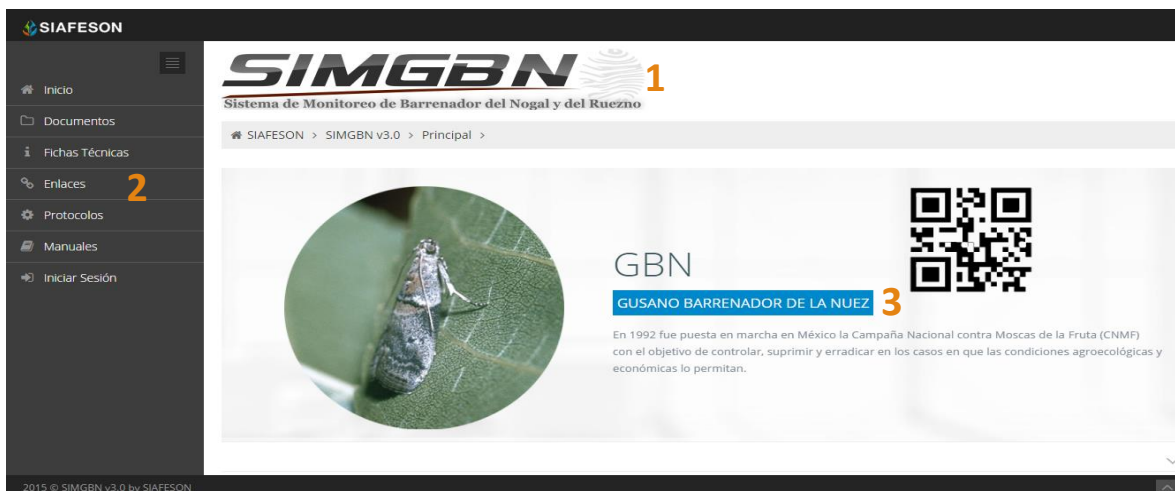 SIAFESON
SIMGBN 1
Sistema de Monitoreo de Barrenador del Nogal y del Ruezno
SIAFESON > SIMGBN v3.0 > Principal >
Inicio
Documentos
Fichas Técnicas
Enlaces 2
Protocolos
Manuales
Iniciar Sesión
GBN
GUSANO BARRENADOR DE LA NUEZ 3
En 1992 fue puesta en marcha en México la Campaña Nacional contra Moscas de la Fruta (CNMF)
con el objetivo de controlar, suprimir y erradicar en los casos en que las condiciones agroecológicas y
económicas lo permitan.
2015 © SIMGBN v3.0 by SIAFESON